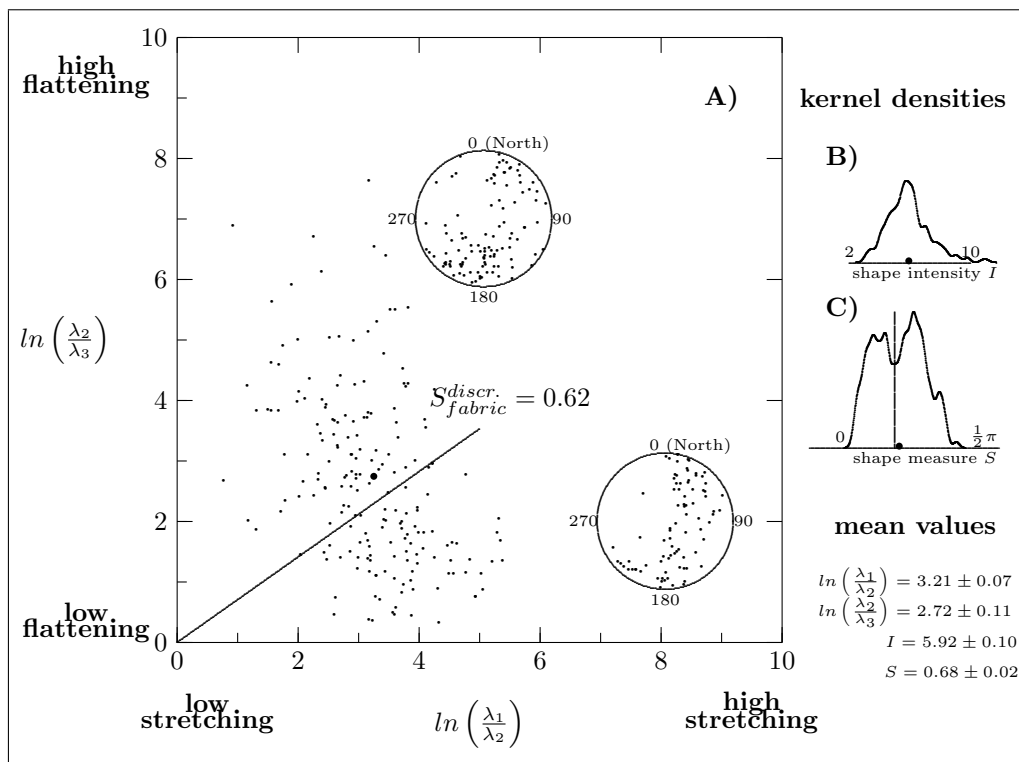 10
8
6
4
2
0
high
flattening
ln (λ₂/λ₃)
low
flattening
0 2 4 6 8 10
low
stretching
ln (λ₁/λ₂)
high
stretching
A)
0 (North)
270
90
180
S^{discr.}_{fabric} = 0.62
0 (North)
270
90
180
kernel densities
B)
2 10
shape intensity I
C)
0 ½π
shape measure S
mean values
ln (λ₁/λ₂) = 3.21 ± 0.07
ln (λ₂/λ₃) = 2.72 ± 0.11
I = 5.92 ± 0.10
S = 0.68 ± 0.02